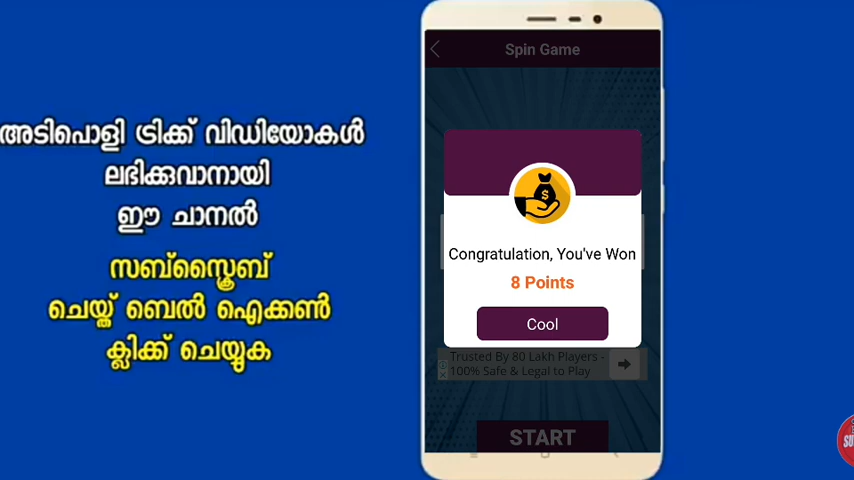 അടിപൊളി ട്രിക്ക് വിഡിയോകൾ
ലഭിക്കുവാനായി
ഈ ചാനൽ
സബ്സ്ക്രൈബ്
ചെയ്ത് ബെൽ ഐക്കൺ
ക്ലിക്ക് ചെയ്യുക
Spin Game
Congratulation, You've Won
8 Points
Cool
Trusted By 80 Lakh Players -
100% Safe & Legal to Play
START